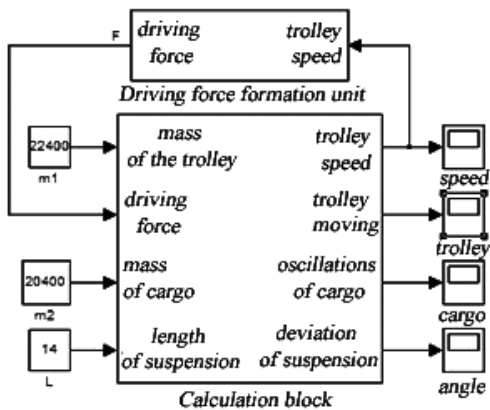 F
driving force
trolley speed
Driving force formation unit
22400
m1
mass of the trolley
trolley speed
speed
driving force
trolley moving
trolley
20400
m2
mass of cargo
oscillations of cargo
cargo
14
L
length of suspension
deviation of suspension
angle
Calculation block